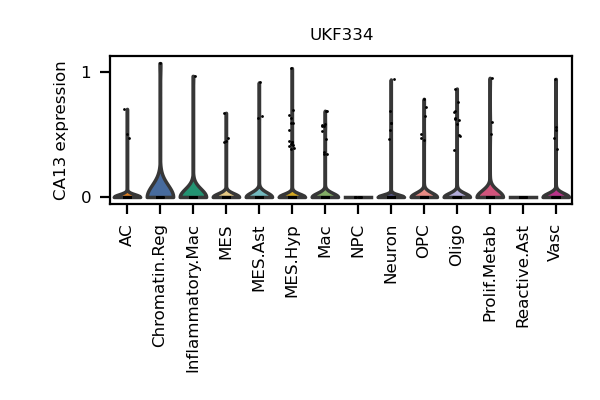 UKF334
CA13 expression
1
0
AC
Chromatin.Reg
Inflammatory.Mac
MES
MES.Ast
MES.Hyp
Mac
NPC
Neuron
OPC
Oligo
Prolif.Metab
Reactive.Ast
Vasc